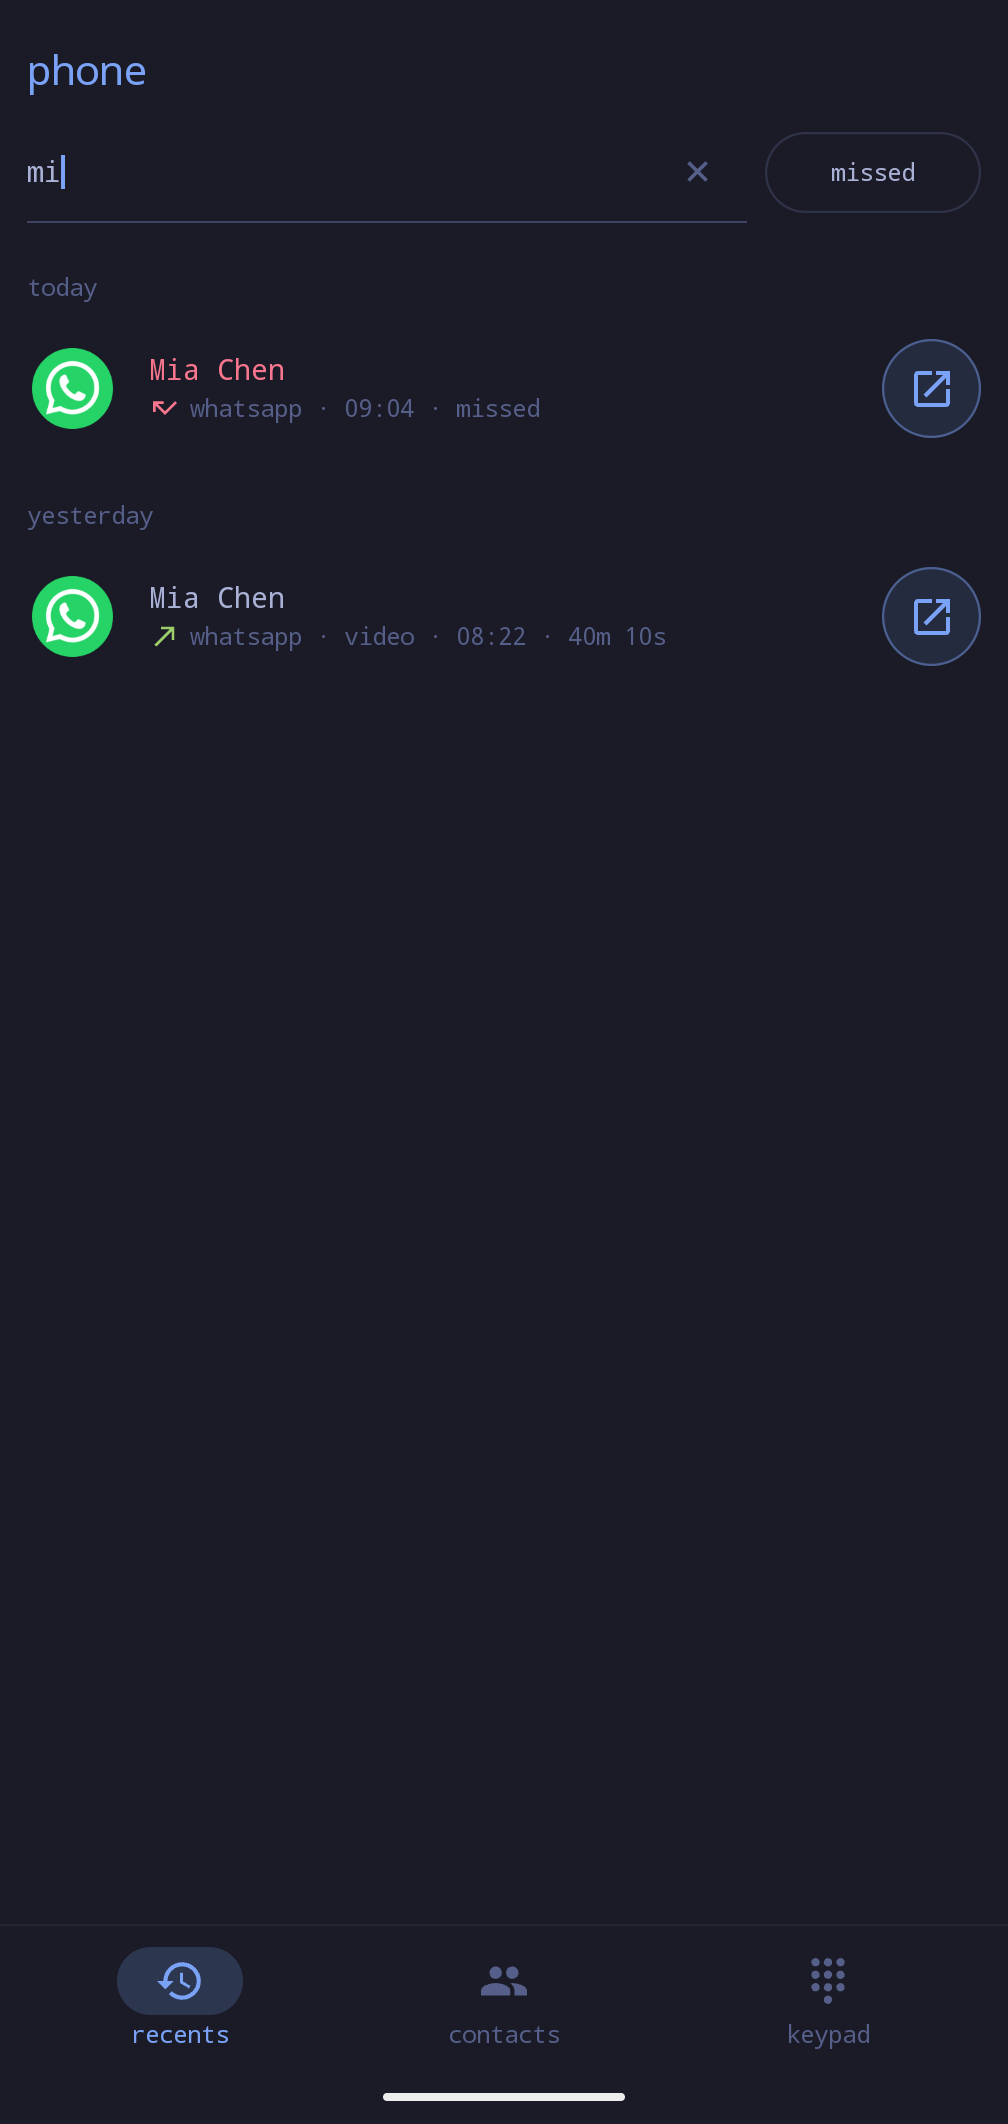 phone
mi
missed
today
Mia Chen
whatsapp · 09:04 · missed
yesterday
Mia Chen
whatsapp · video · 08:22 · 40m 10s
recents
contacts
keypad